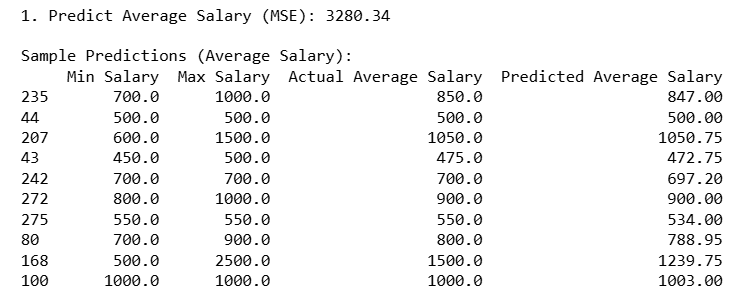 1. Predict Average Salary (MSE): 3280.34
Sample Predictions (Average Salary):
Min Salary Max Salary Actual Average Salary Predicted Average Salary
235 700.0 1000.0 850.0 847.00
44 500.0 500.0 500.0 500.00
207 600.0 1500.0 1050.0 1050.75
43 450.0 500.0 475.0 472.75
242 700.0 700.0 700.0 697.20
272 800.0 1000.0 900.0 900.00
275 550.0 550.0 550.0 534.00
80 700.0 900.0 800.0 788.95
168 500.0 2500.0 1500.0 1239.75
100 1000.0 1000.0 1000.0 1003.00